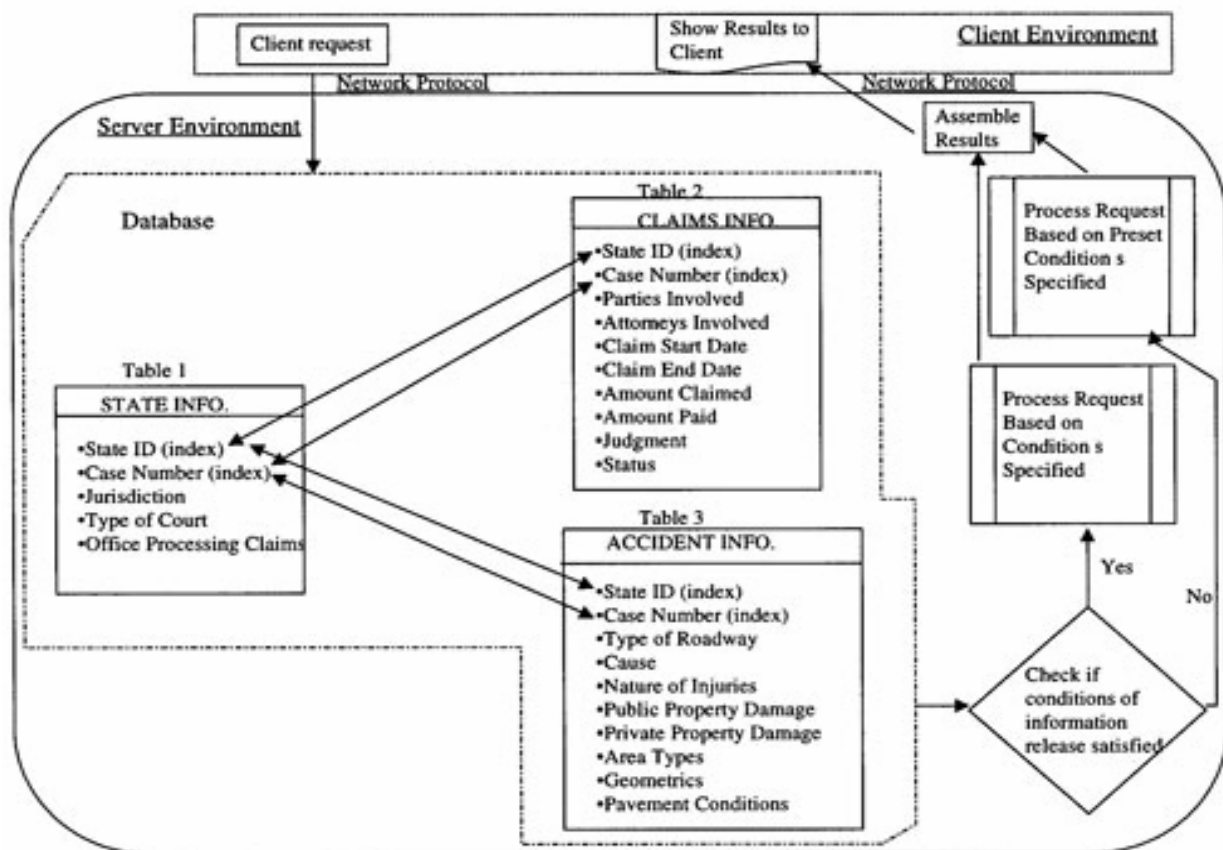 Client request
Show Results to
Client
Client Environment
Network Protocol
Network Protocol
Server Environment
Assemble
Results
Database
Table 2
CLAIMS INFO
•State ID (index)
•Case Number (index)
•Parties Involved
•Attorneys Involved
•Claim Start Date
•Claim End Date
•Amount Claimed
•Amount Paid
•Judgment
•Status
Process Request
Based on Preset
Condition s
Specified
Table 1
STATE INFO.
•State ID (index)
•Case Number (index)
•Jurisdiction
•Type of Court
•Office Processing Claims
Process Request
Based on
Condition s
Specified
Table 3
ACCIDENT INFO.
•State ID (index)
•Case Number (index)
•Type of Roadway
•Cause
•Nature of Injuries
•Public Property Damage
•Private Property Damage
•Area Types
•Geometrics
•Pavement Conditions
Yes
No
Check if
conditions of
information
release satisfied